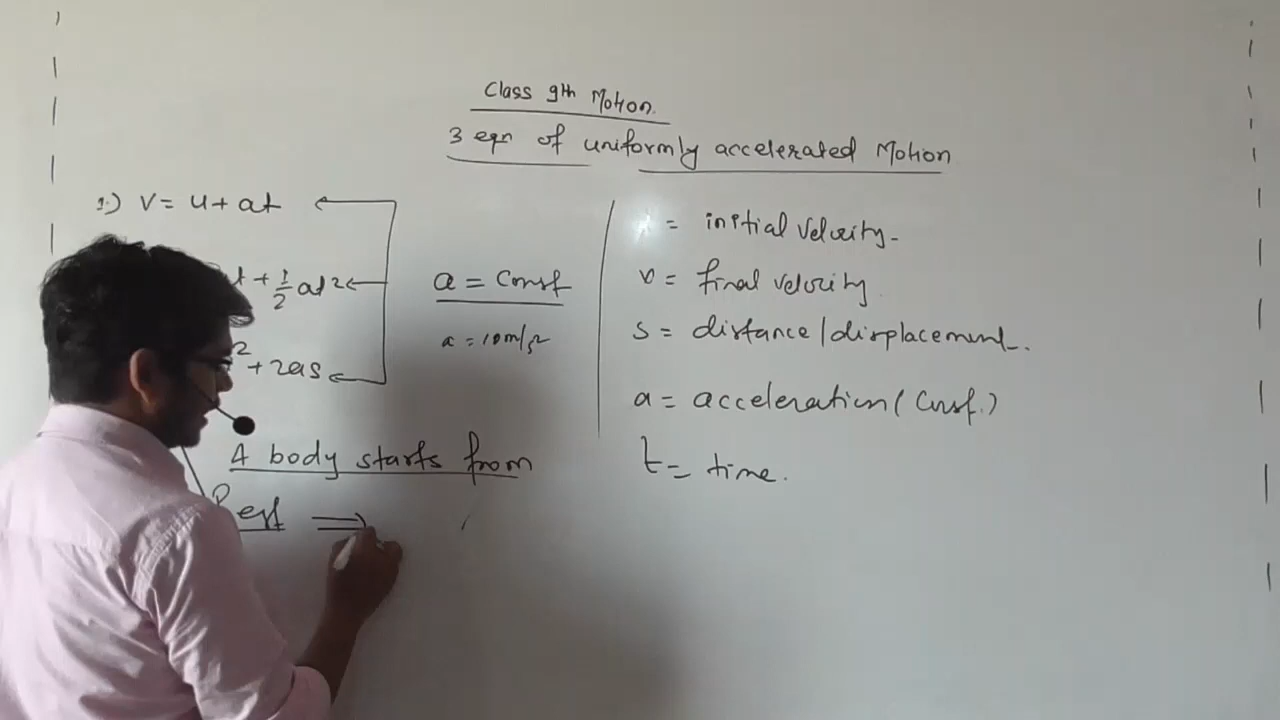 Class 9th Motion.
3 eqn of uniformly accelerated Motion
1.) v = u + at
t + 1/2 at2
2 + 2as
a = Const
a = 10m/s2
= initial velocity-
v = final velocity.
s = distance/displacement-.
a = acceleration (Const.)
t = time.
A body starts from
Rest ⇒